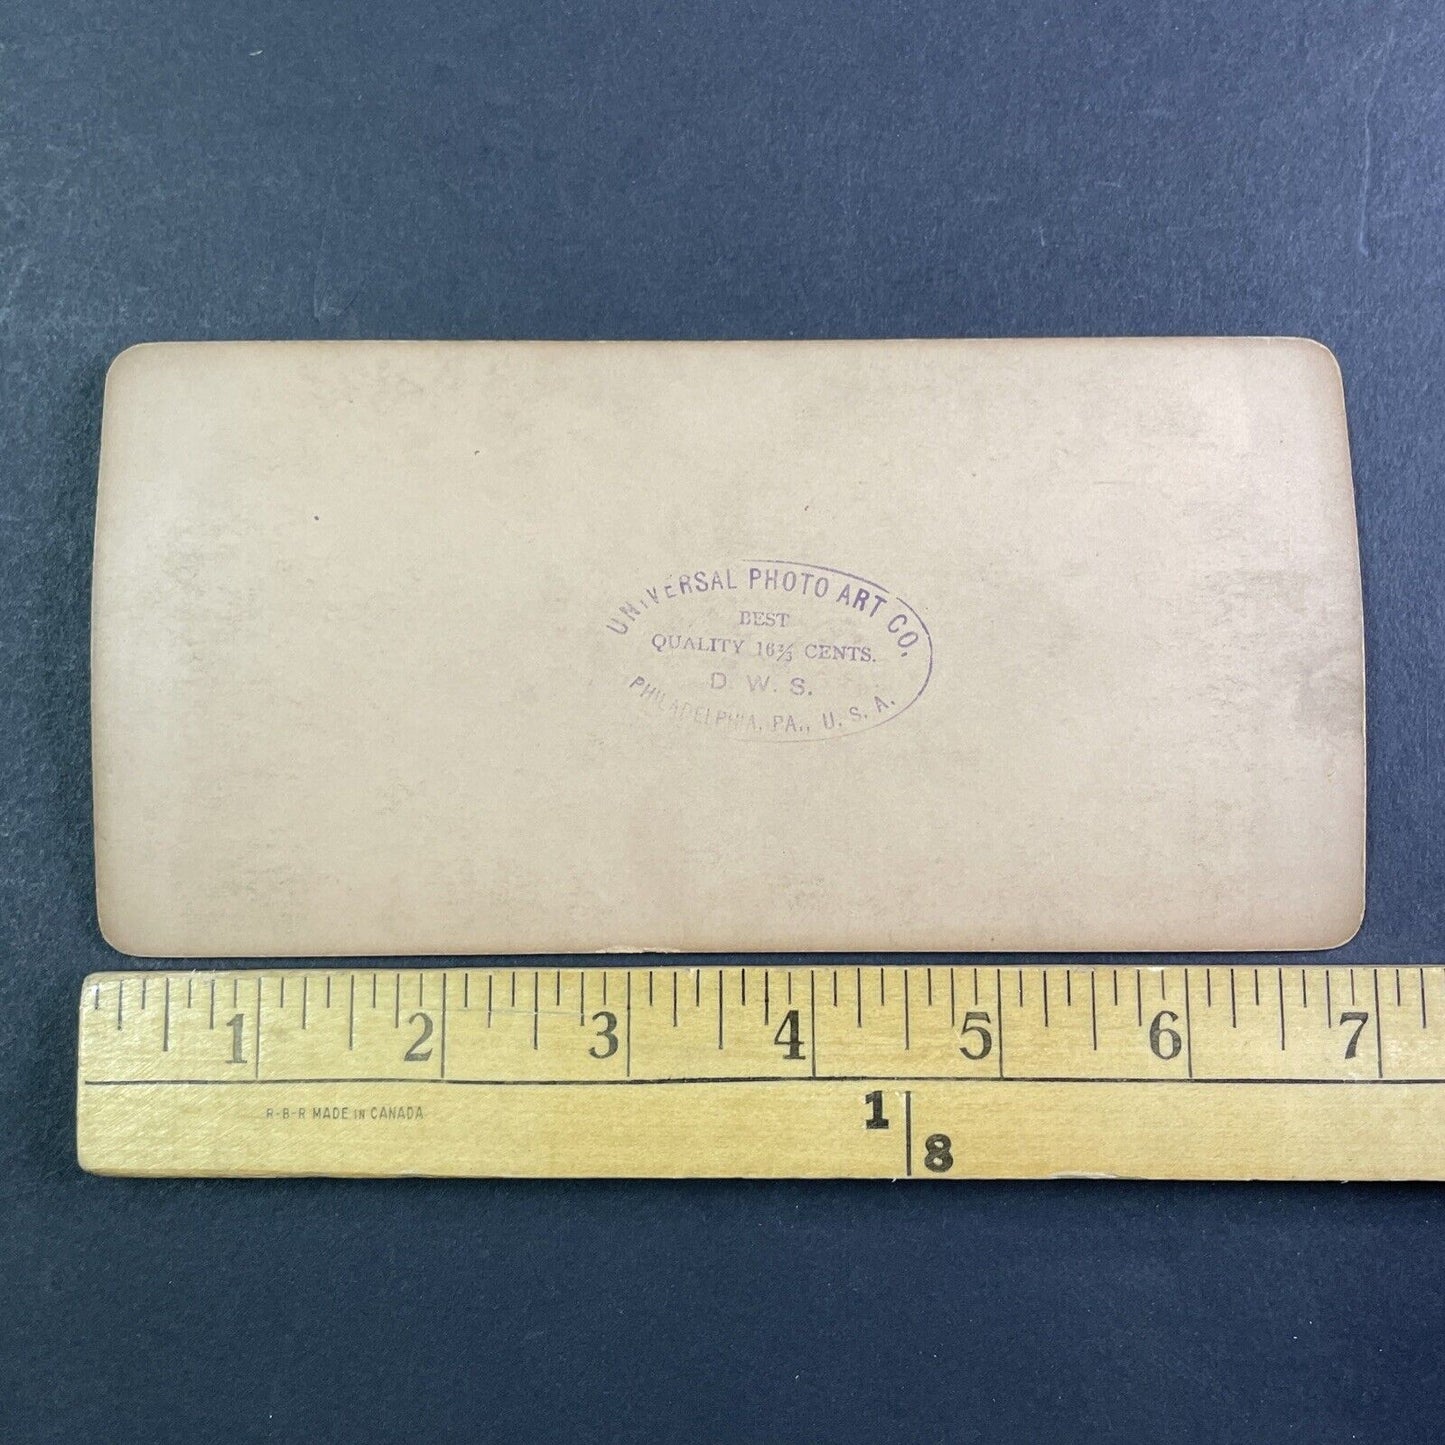 UNIVERSAL PHOTO ART CO.
BEST
QUALITY 16⅔ CENTS.
D. W. S.
PHILADELPHIA, PA., U. S. A.
1 2 3 4 5 6 7
R-B-R MADE IN CANADA
1
8